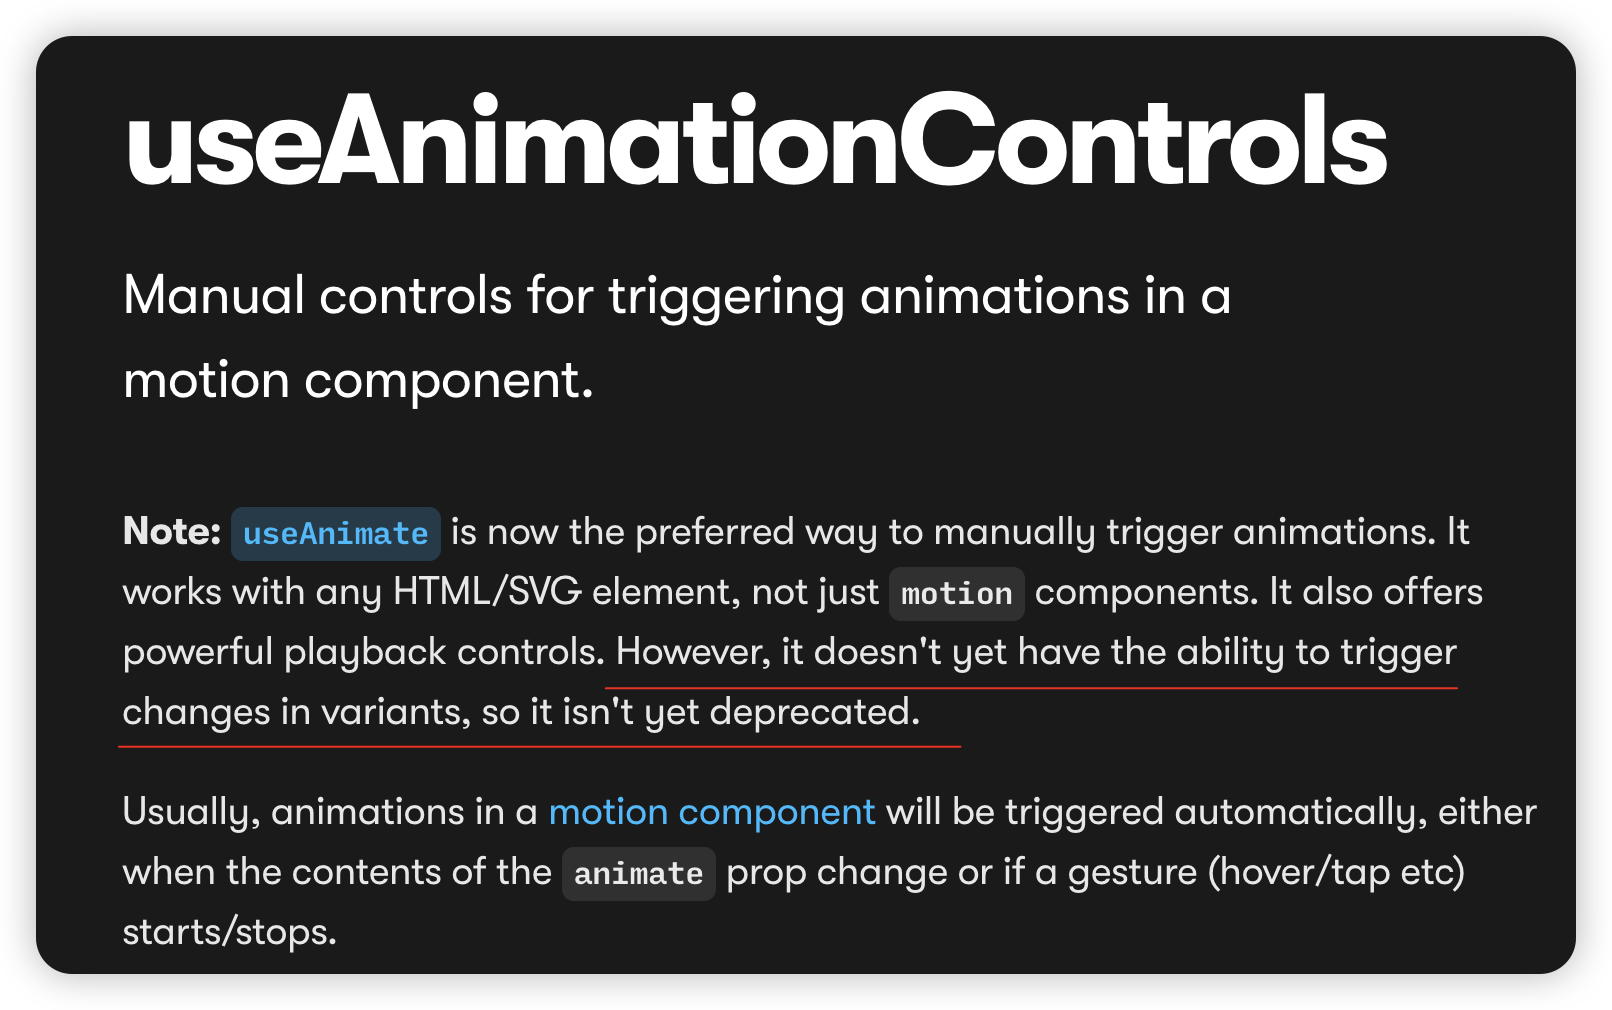 useAnimationControls
Manual controls for triggering animations in a
motion component.
Note: useAnimate is now the preferred way to manually trigger animations. It
works with any HTML/SVG element, not just motion components. It also offers
powerful playback controls. However, it doesn't yet have the ability to trigger
changes in variants, so it isn't yet deprecated.
Usually, animations in a motion component will be triggered automatically, either
when the contents of the animate prop change or if a gesture (hover/tap etc)
starts/stops.